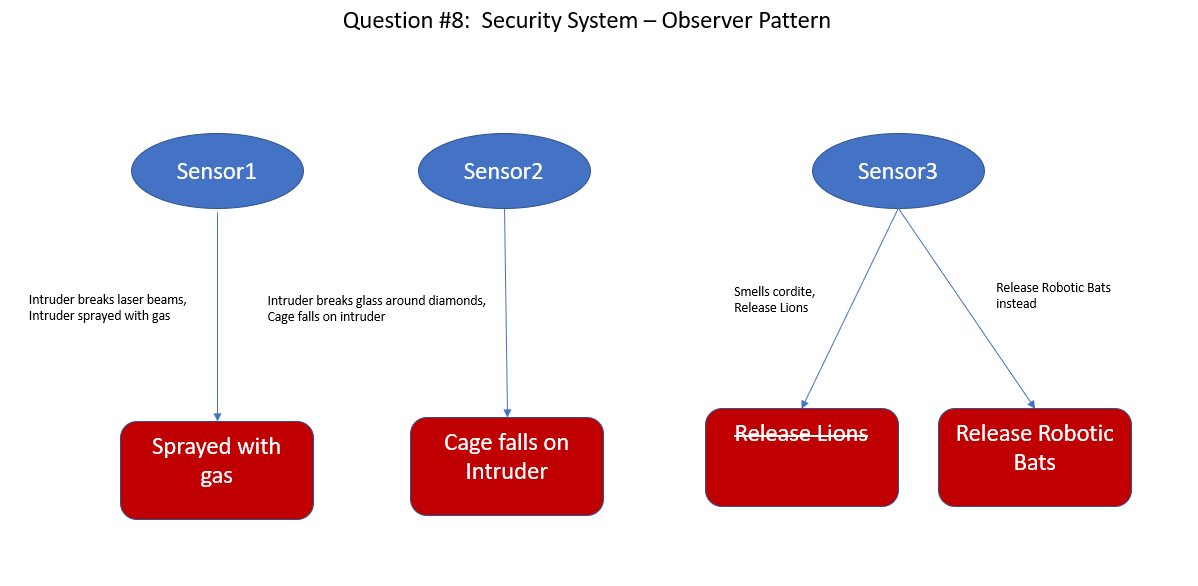 Question #8:  Security System – Observer Pattern
Sensor1
Sensor2
Sensor3
Intruder breaks laser beams,
Intruder sprayed with gas
Intruder breaks glass around diamonds,
Cage falls on intruder
Smells cordite,
Release Lions
Release Robotic Bats
instead
Sprayed with
gas
Cage falls on
Intruder
Release Lions
Release Robotic
Bats